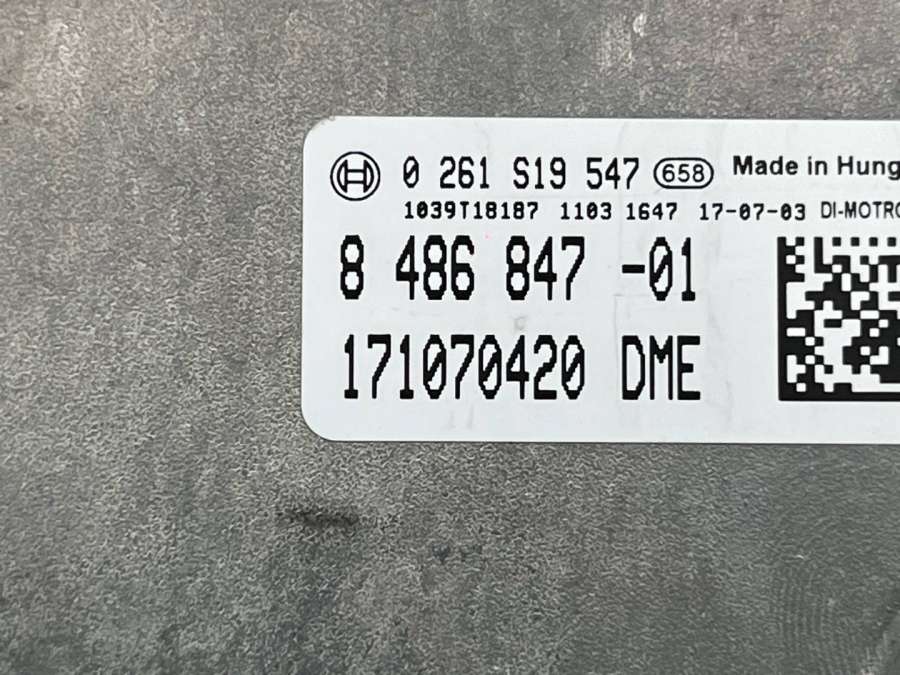 0 261 S19 547 658 Made in Hung
1039T18187 1103 1647 17-07-03 DI-MOTRO
8 486 847 -01
171070420 DME